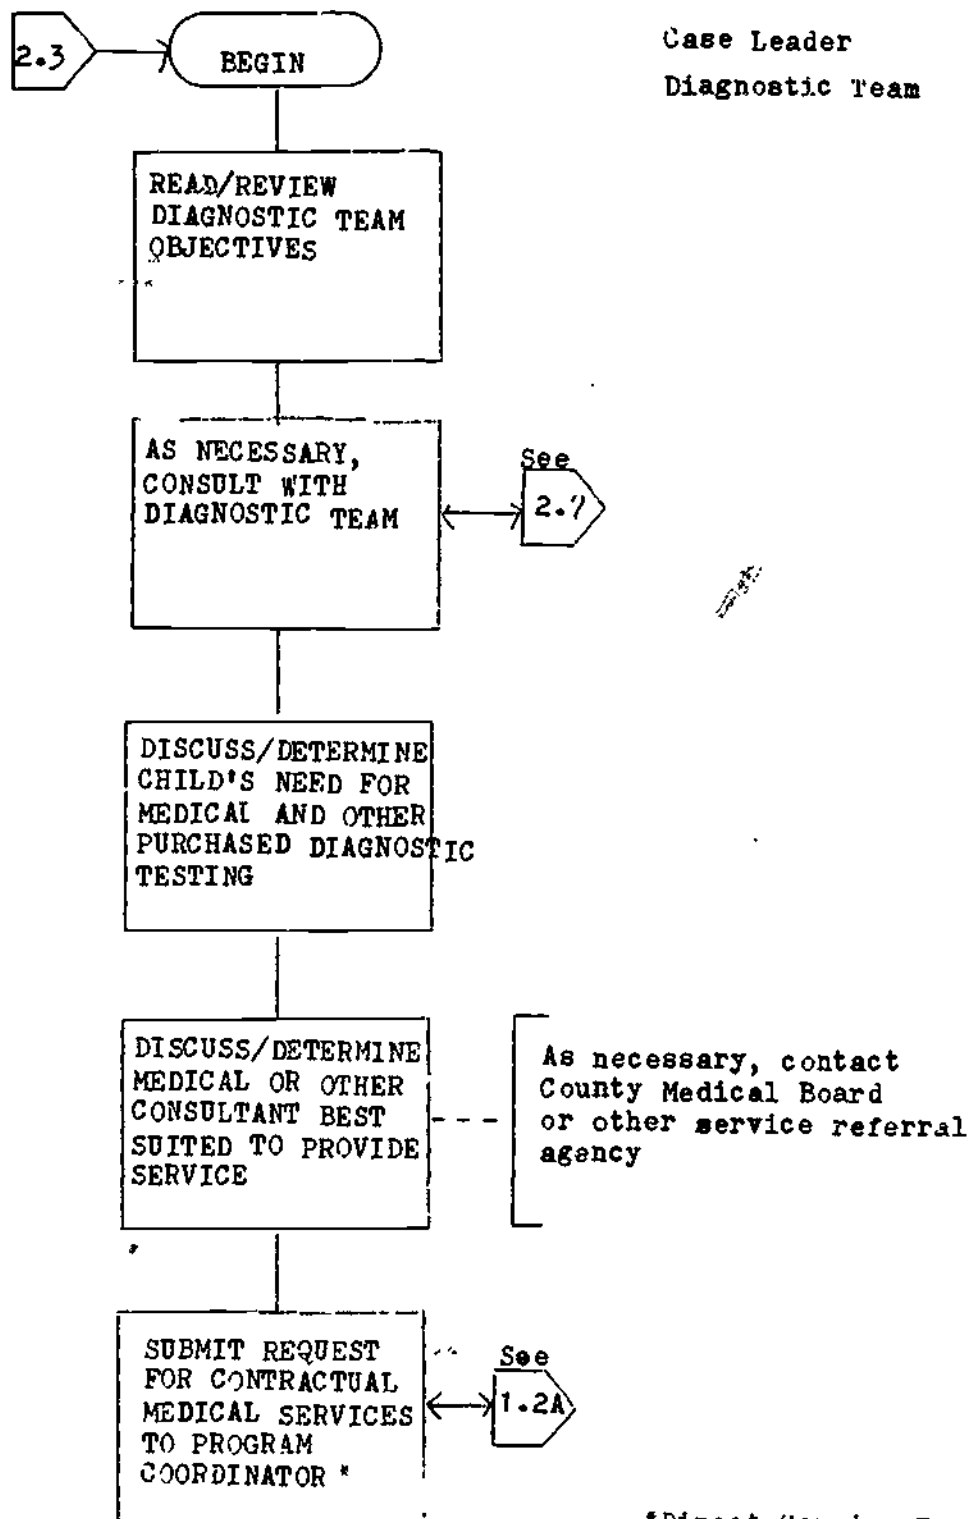 2.3
BEGIN
Case Leader
Diagnostic Team
READ/REVIEW
DIAGNOSTIC TEAM
OBJECTIVES
AS NECESSARY,
CONSULT WITH
DIAGNOSTIC TEAM
See
2.7
DISCUSS/DETERMINE
CHILD'S NEED FOR
MEDICAL AND OTHER
PURCHASED DIAGNOSTIC
TESTING
DISCUSS/DETERMINE
MEDICAL OR OTHER
CONSULTANT BEST
SUITED TO PROVIDE
SERVICE
As necessary, contact
County Medical Board
or other service referral
agency
SUBMIT REQUEST
FOR CONTRACTUAL
MEDICAL SERVICES
TO PROGRAM
COORDINATOR *
See
1.2A